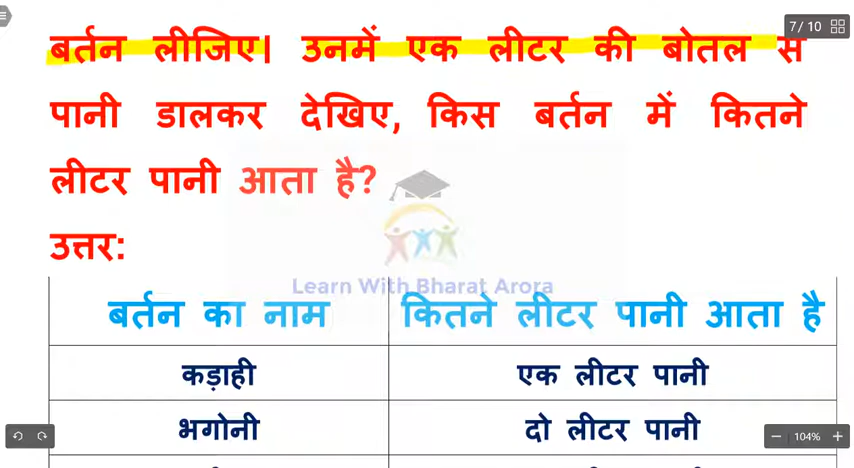 7 / 10
बर्तन लीजिए। उनमें एक लीटर की बोतल से
पानी डालकर देखिए, किस बर्तन में कितने
लीटर पानी आता है?
उत्तर:
Learn With Bharat Arora
बर्तन का नाम कितने लीटर पानी आता है
कड़ाही एक लीटर पानी
भगोनी दो लीटर पानी
104%